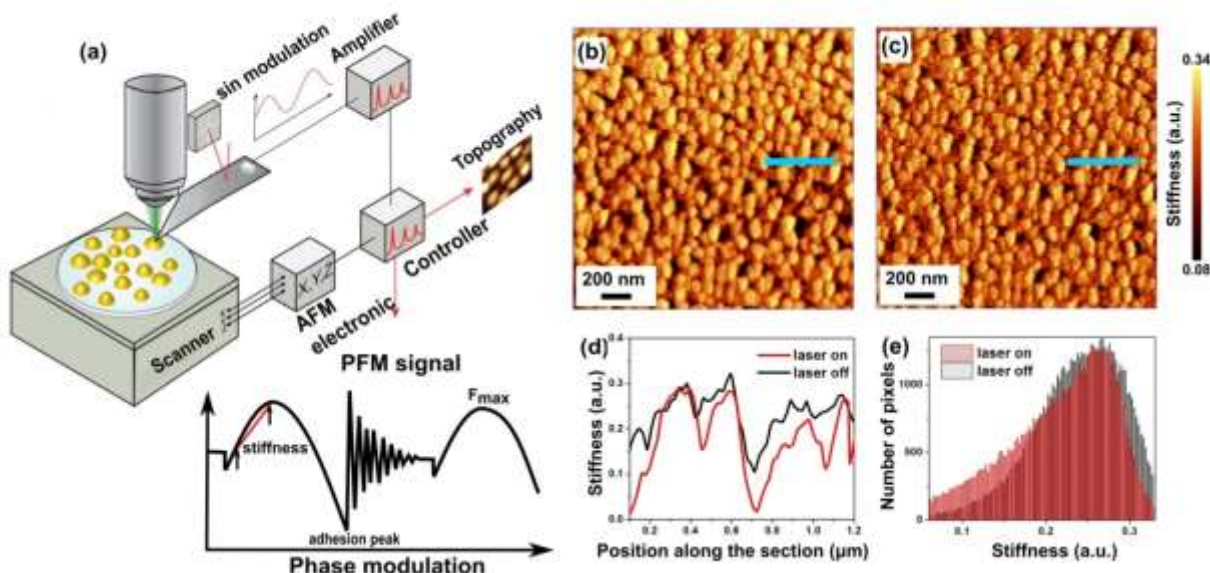 (a)
sin modulation
Amplifier
Topography
Controller
X,Y,Z
AFM
electronic
Scanner
PFM signal
stiffness
Fmax
adhesion peak
Phase modulation
(b)
200 nm
(c)
200 nm
0.34
Stiffness (a.u.)
0.08
(d)
laser on
laser off
0.4
0.3
0.2
0.1
0.0
Stiffness (a.u.)
0.2 0.4 0.6 0.8 1.0 1.2
Position along the section (µm)
(e)
laser on
laser off
1000
500
0
Number of pixels
0.1 0.2 0.3
Stiffness (a.u.)